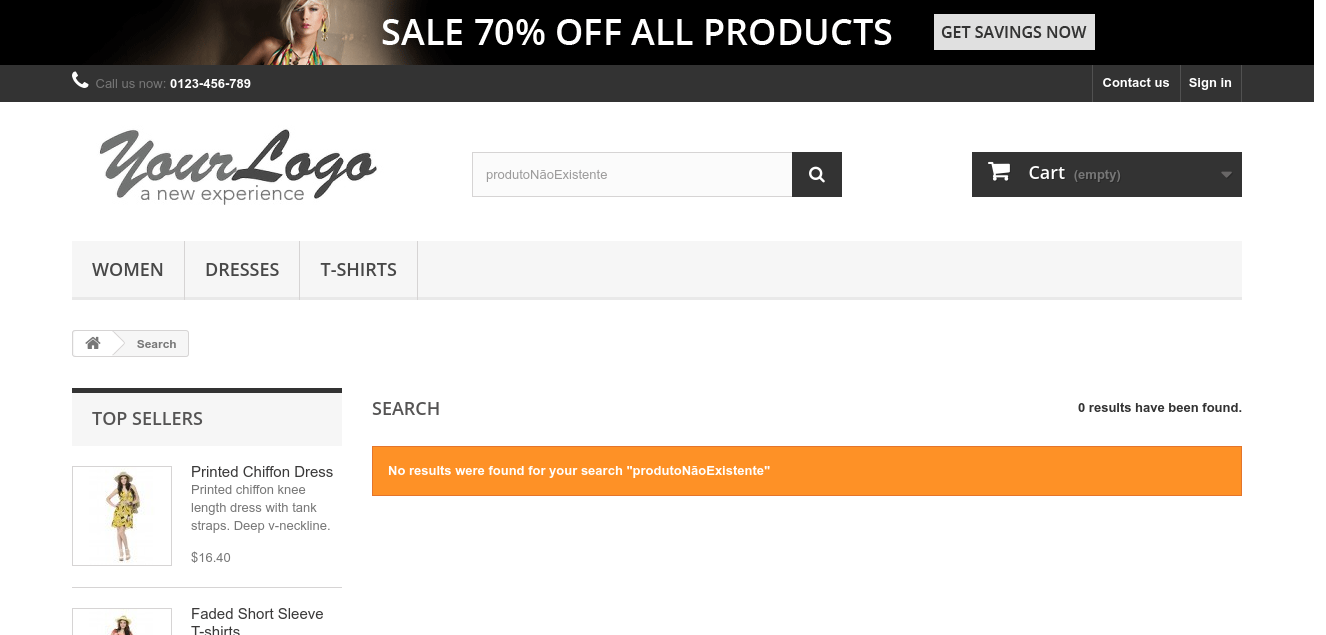 SALE 70% OFF ALL PRODUCTS
GET SAVINGS NOW
Call us now: 0123-456-789
Contact us
Sign in
YourLogo
a new experience
produtoNãoExistente
Cart (empty)
WOMEN
DRESSES
T-SHIRTS
Search
TOP SELLERS
Printed Chiffon Dress
Printed chiffon knee
length dress with tank
straps. Deep v-neckline.
$16.40
Faded Short Sleeve
T-shirts
SEARCH
0 results have been found.
No results were found for your search "produtoNãoExistente"